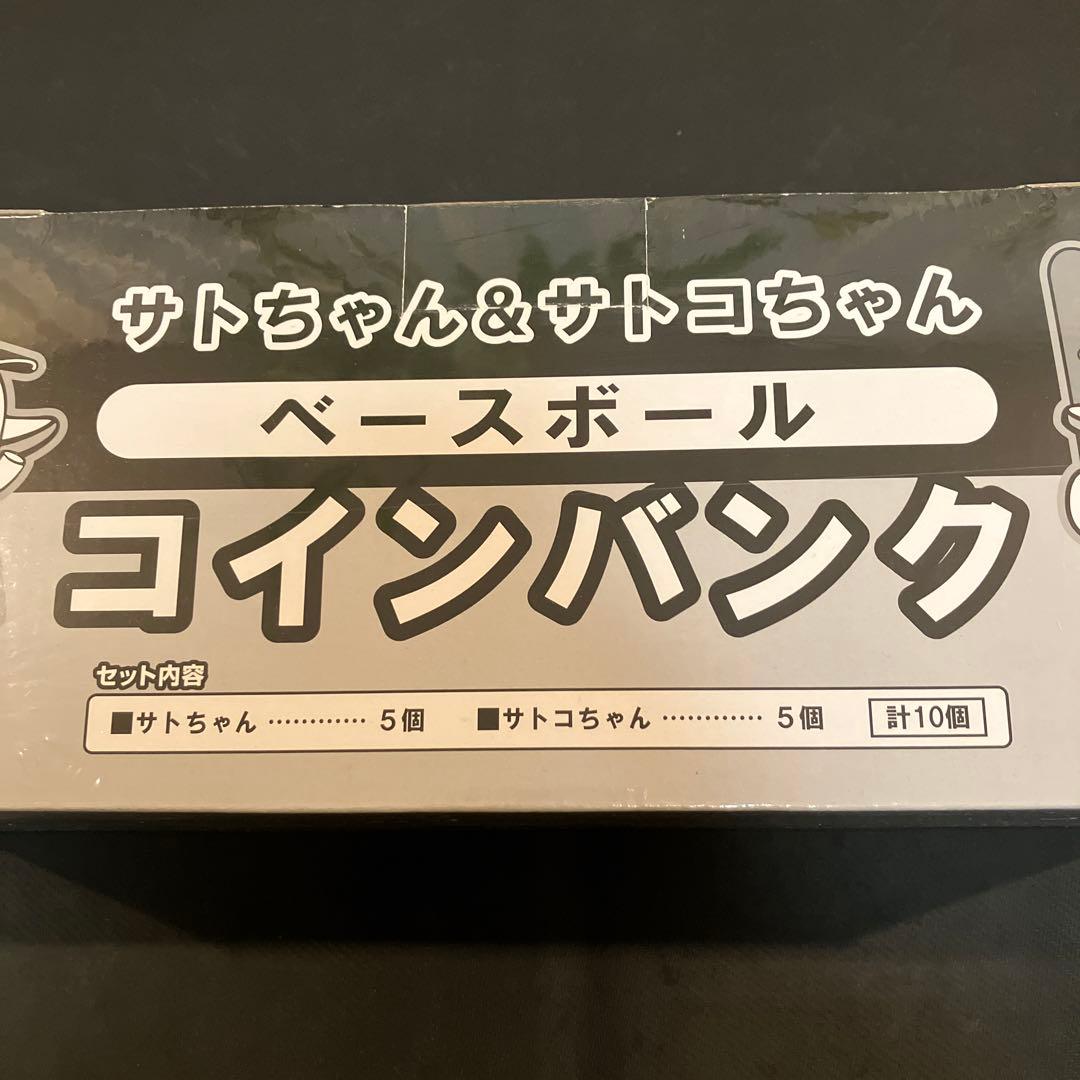 サトちゃん&サトコちゃん
ベースボール
コインバンク
セット内容
■サトちゃん ………… 5個 ■サトコちゃん ………… 5個 計10個